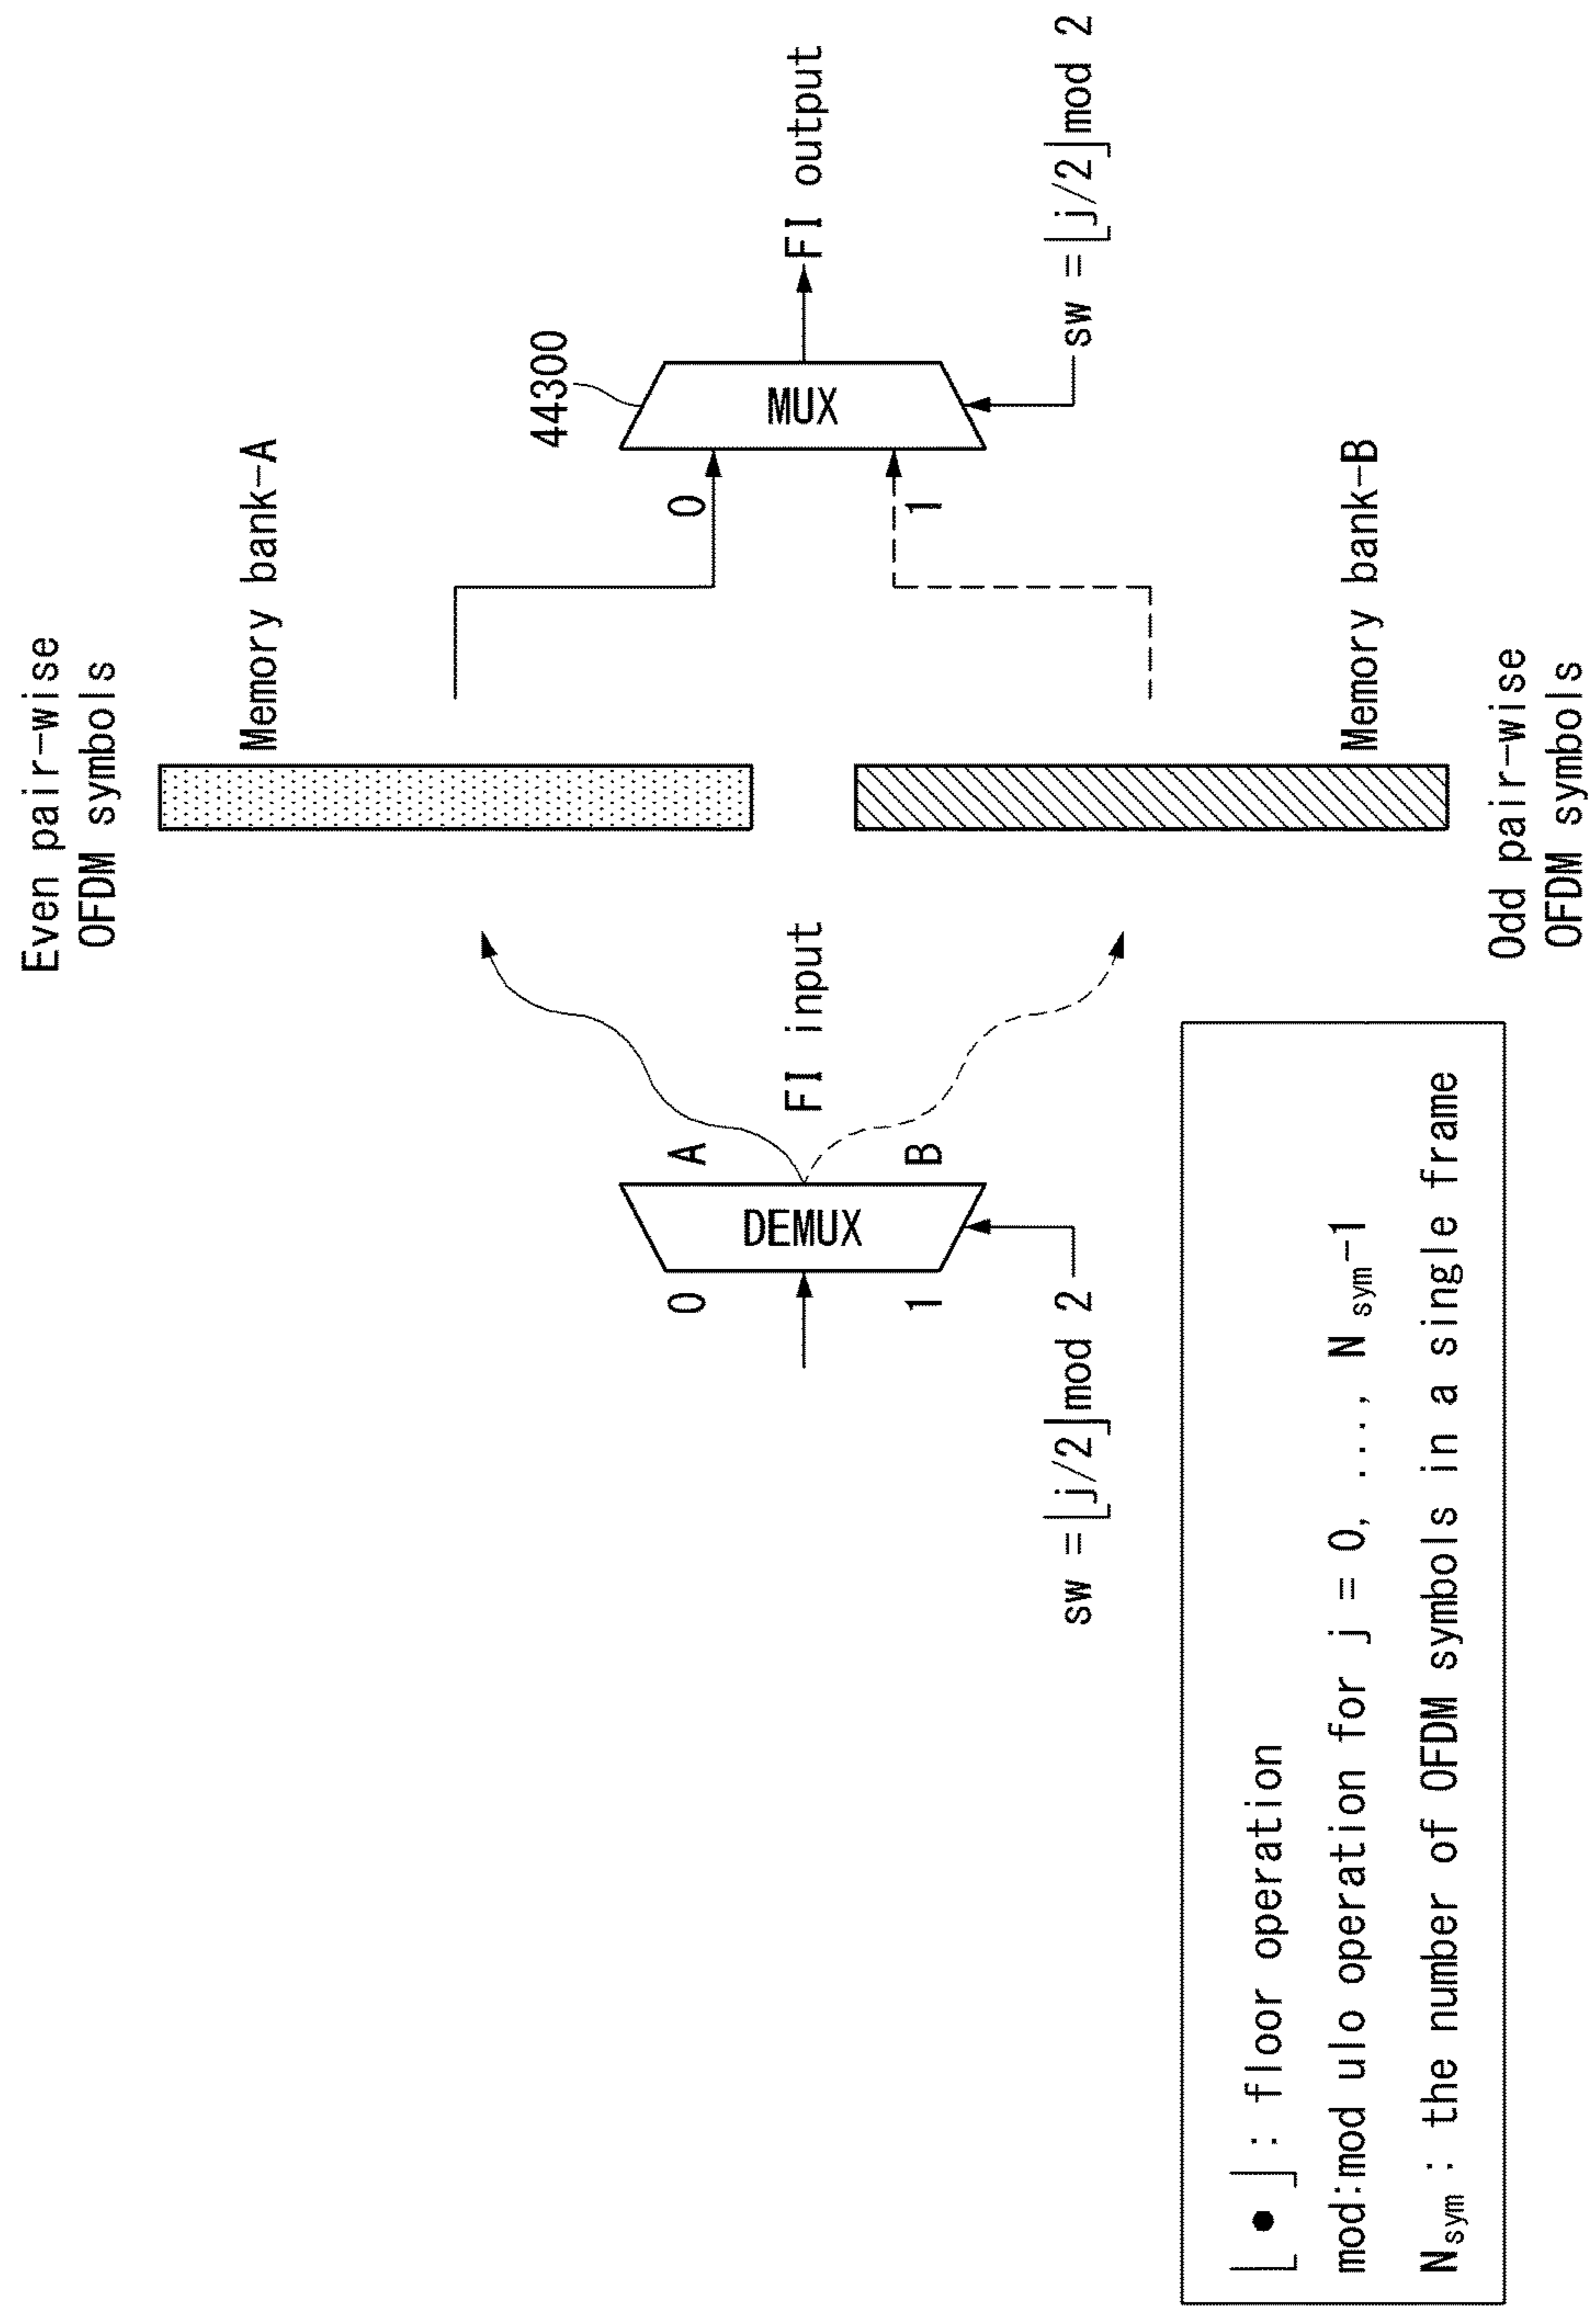 Even pair-wise
OFDM symbols
Memory bank-A
44300
0
A
0
DEMUX
FI input
MUX
FI output
1
B
1
sw = ⌊j/2⌋mod 2
sw = ⌊j/2⌋mod 2
Memory bank-B
Odd pair-wise
OFDM symbols
⌊ ● ⌋ : floor operation
mod:mod ulo operation for j = 0, ..., N sym-1
Nsym : the number of OFDM symbols in a single frame